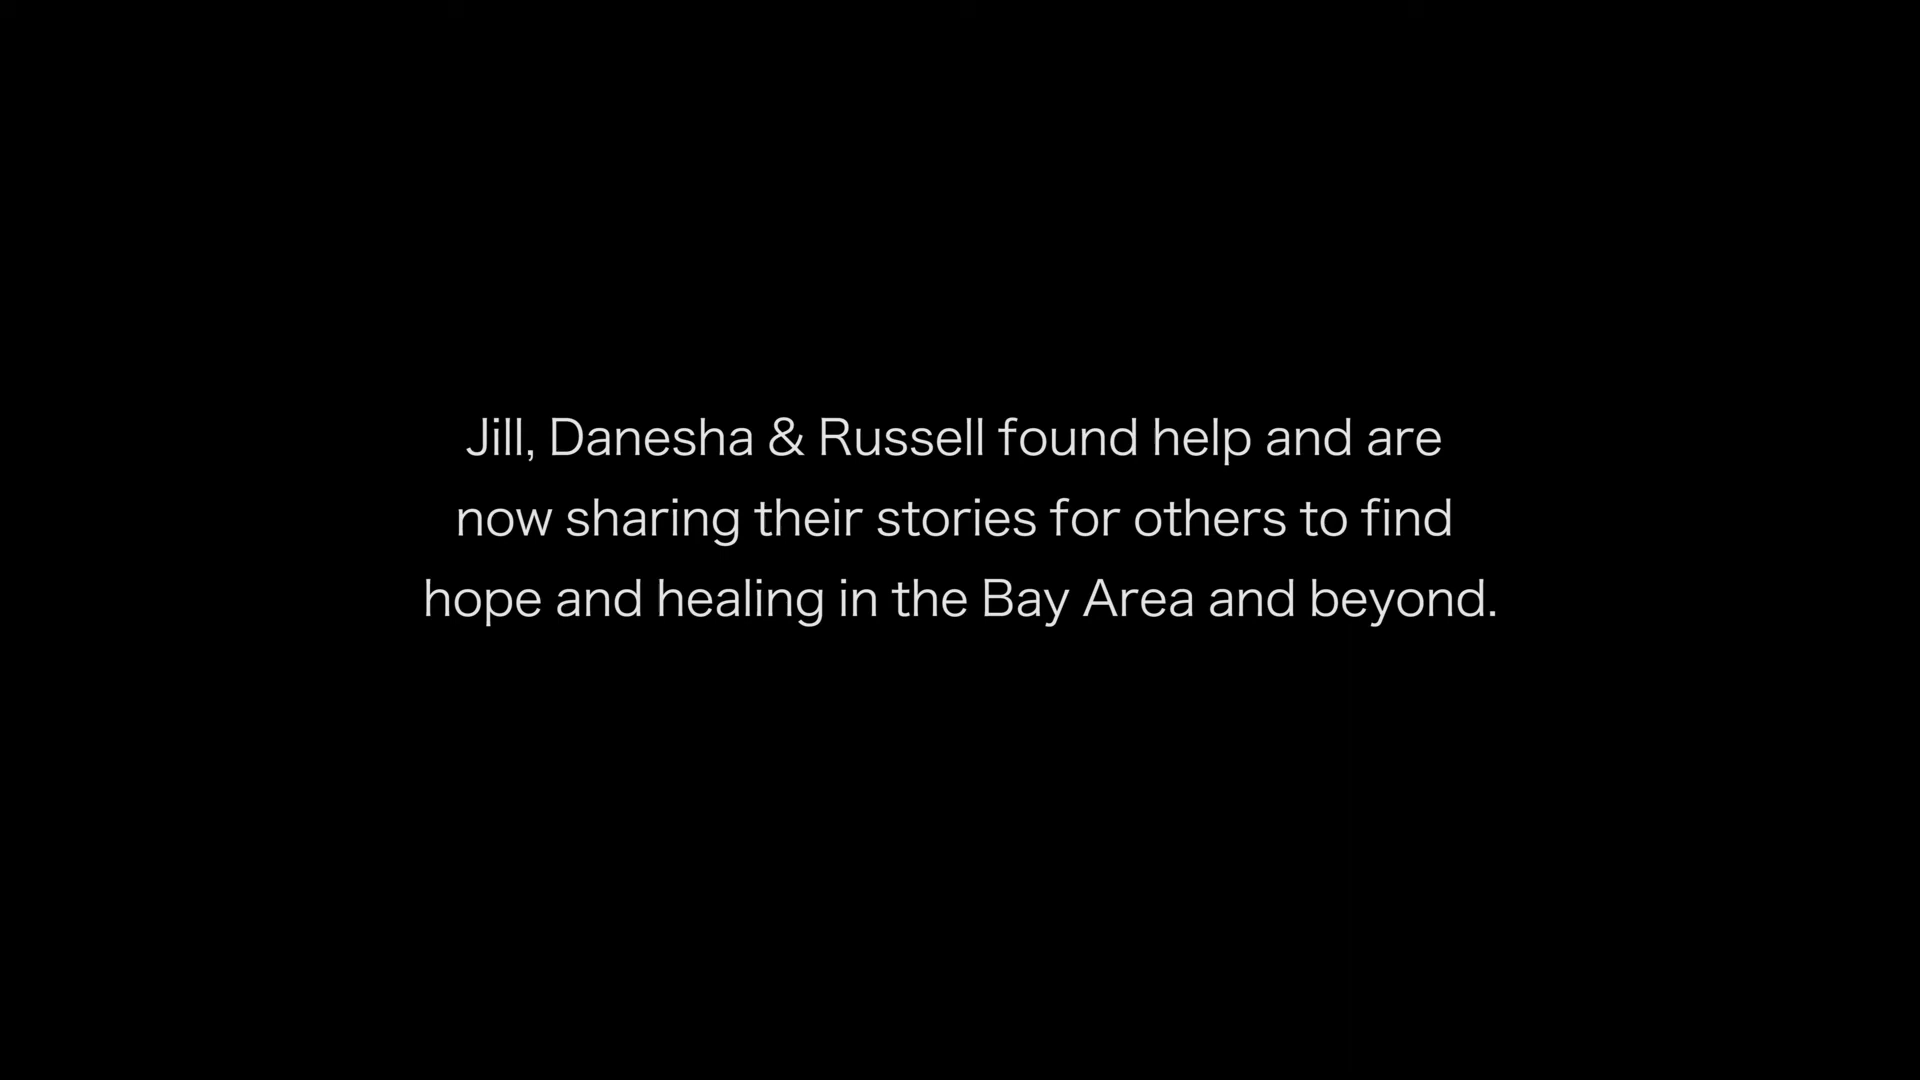 Jill, Danesha & Russell found help and are
now sharing their stories for others to find
hope and healing in the Bay Area and beyond.